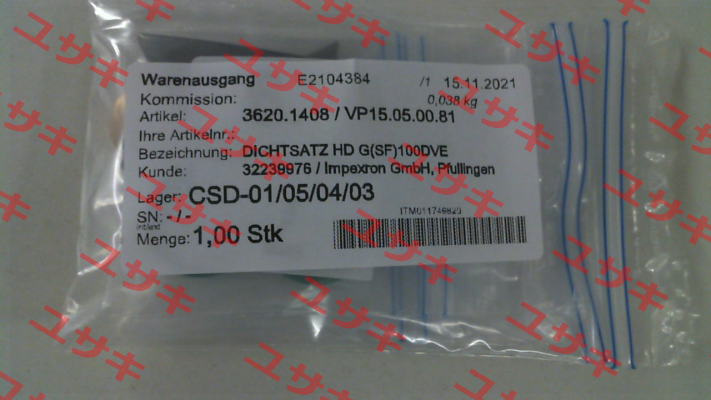 Warenausgang E2104384 /1 15.11.2021
Kommission: 0,038 kg
Artikel: 3620.1408 / VP15.05.00.81
Ihre Artikelnr.:
Bezeichnung: DICHTSATZ HD G(SF)100DVE
Kunde: 32239976 / Impexron GmbH, Pfullingen
Lager: CSD-01/05/04/03
SN: - / -
Menge: 1,00 Stk
ユサキ